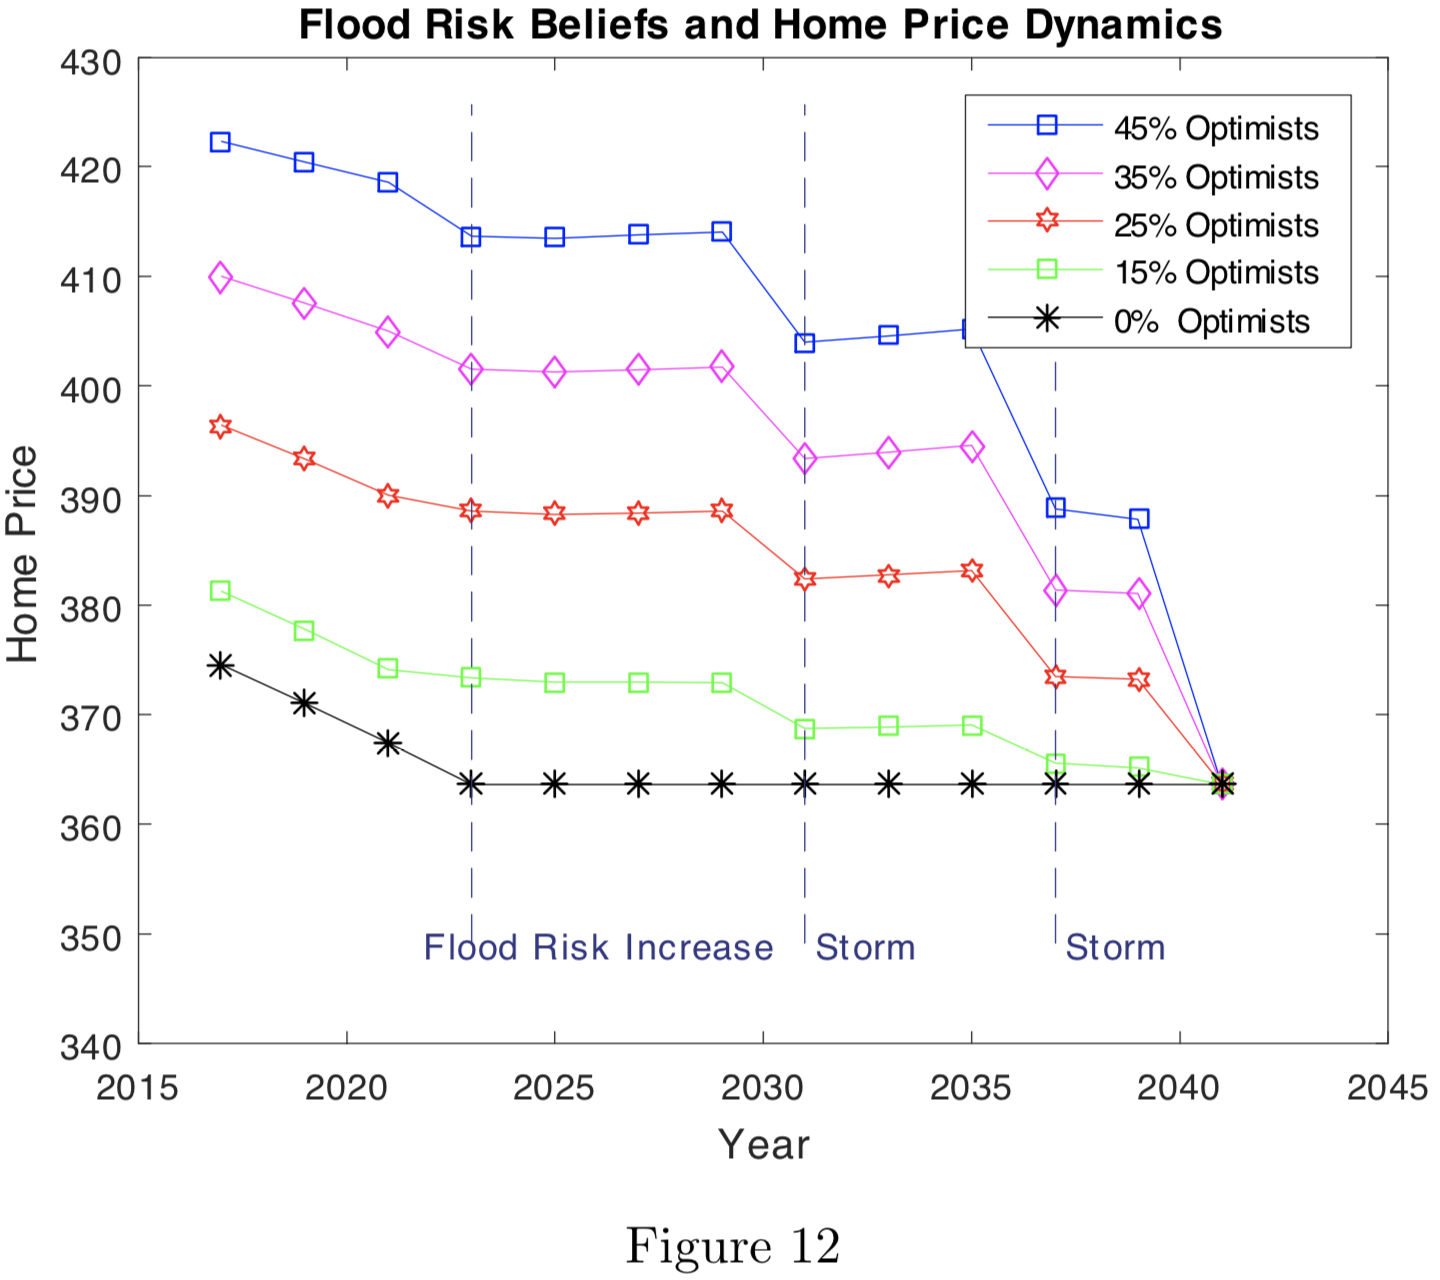 Flood Risk Beliefs and Home Price Dynamics
430
420
410
400
390
380
370
360
350
340
Home Price
45% Optimists
35% Optimists
25% Optimists
15% Optimists
0% Optimists
Flood Risk Increase
Storm
Storm
2015
2020
2025
2030
2035
2040
2045
Year
Figure 12